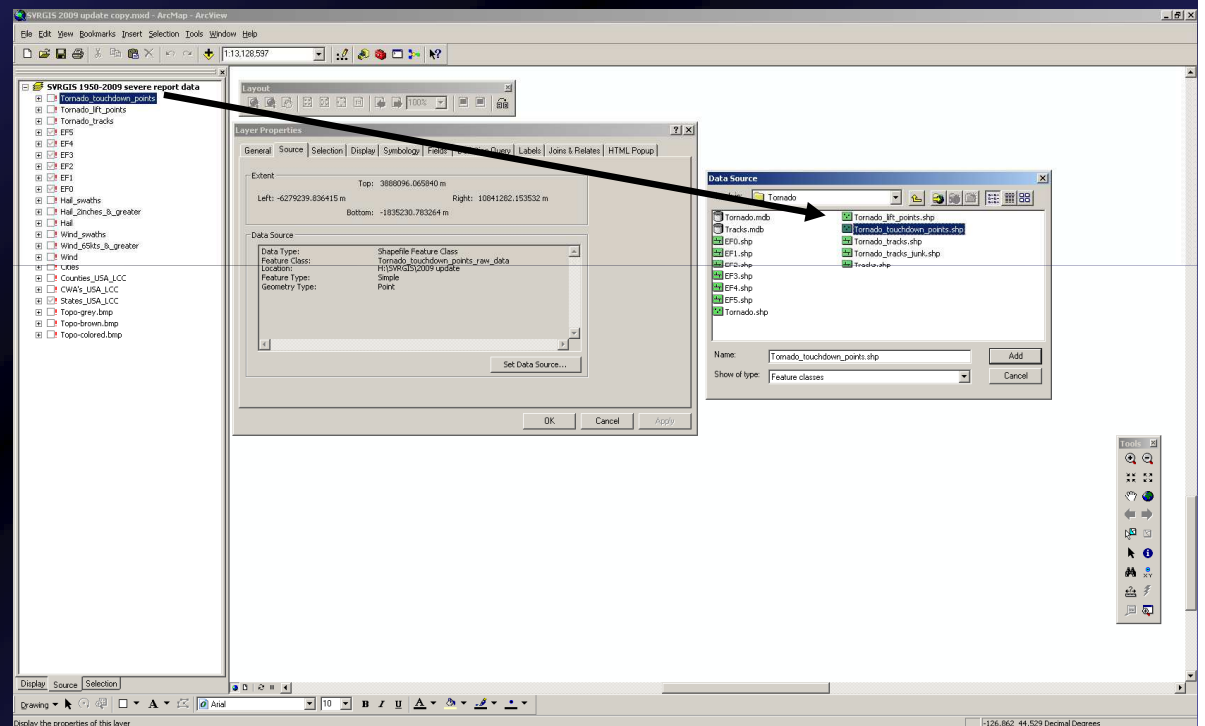 SVRGIS 2009 update copy.mxd - ArcMap - ArcView
File Edit View Bookmarks Insert Selection Tools Window Help
1:13,128,597
SVRGIS 1950-2009 severe report data
Tornado_touchdown_points
Tornado_lift_points
Tornado_tracks
EF5
EF4
EF3
EF2
EF1
EF0
Hail_swaths
Hail_2inches_&_greater
Hail
Wind_swaths
Wind_65kts_&_greater
Wind
Cities
Counties_USA_LCC
CWA's_USA_LCC
States_USA_LCC
Topo-grey.bmp
Topo-brown.bmp
Topo-colored.bmp
Display Source Selection
Layout
100%
Layer Properties
General Source Selection Display Symbology Fields Definition Query Labels Joins & Relates HTML Popup
Extent
Top: 3888096.065840 m
Left: -6279239.836415 m Right: 10841282.153532 m
Bottom: -1835230.783264 m
Data Source
Data Type: Shapefile Feature Class
Feature Class: Tornado_touchdown_points_raw_data
Location: H:\SVRGIS\2009 update
Feature Type: Simple
Geometry Type: Point
Set Data Source...
OK Cancel Apply
Data Source
Tornado
Tornado.mdb
Tracks.mdb
EF0.shp
EF1.shp
EF2.shp
EF3.shp
EF4.shp
EF5.shp
Tornado.shp
Tornado_lift_points.shp
Tornado_touchdown_points.shp
Tornado_tracks.shp
Tornado_tracks_junk.shp
Tracks.shp
Name: Tornado_touchdown_points.shp Add
Show of type: Feature classes Cancel
Tools
XY
Drawing A Arial 10 B I U A
Display the properties of this layer
-126.862 44.529 Decimal Degrees